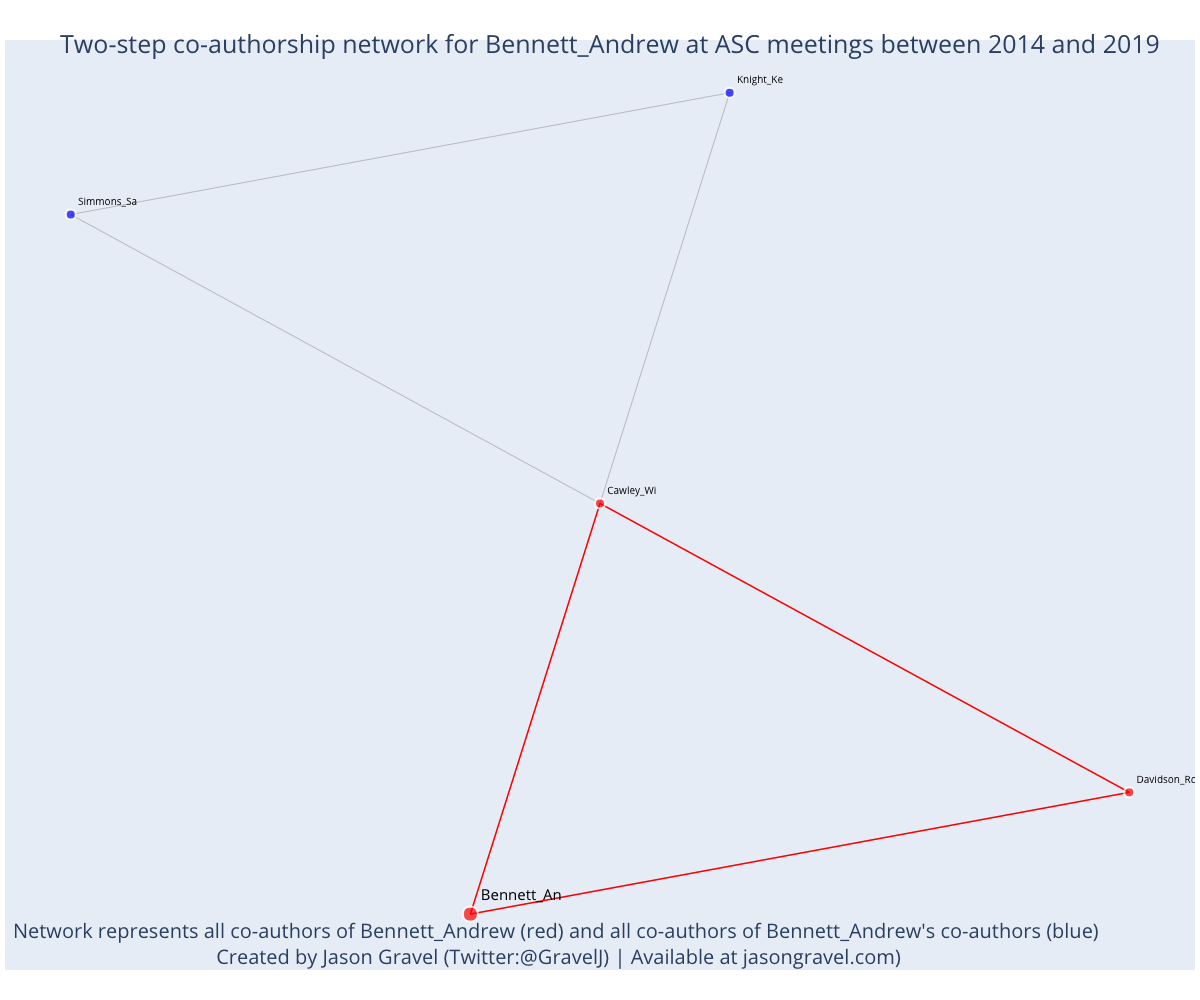 Two-step co-authorship network for Bennett_Andrew at ASC meetings between 2014 and 2019
Knight_Ke
Simmons_Sa
Cawley_Wi
Davidson_Ro
Bennett_An
Network represents all co-authors of Bennett_Andrew (red) and all co-authors of Bennett_Andrew's co-authors (blue)
Created by Jason Gravel (Twitter:@GravelJ) | Available at jasongravel.com)